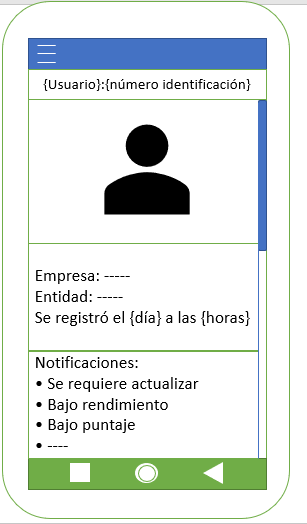 {Usuario}:{número identificación}
Empresa: -----
Entidad: -----
Se registró el {día} a las {horas}
Notificaciones:
• Se requiere actualizar
• Bajo rendimiento
• Bajo puntaje
• ----